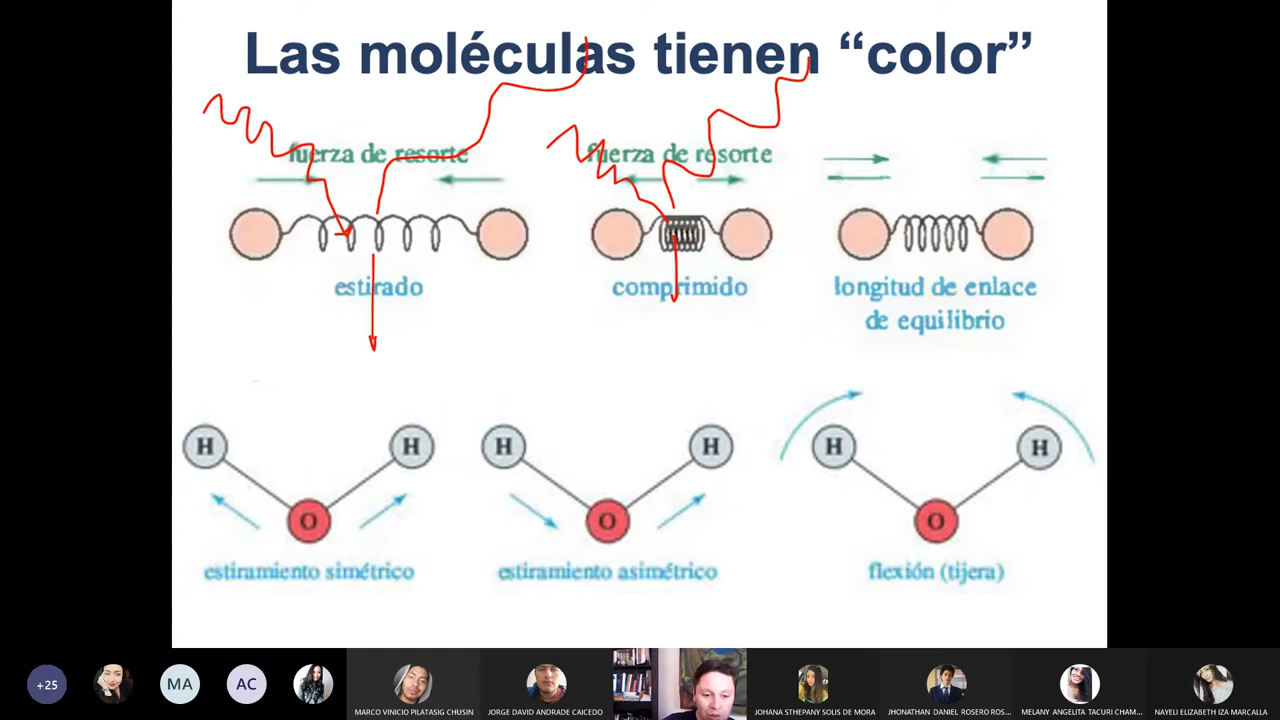 Las moléculas tienen “color”
fuerza de resorte
fuerza de resorte
estirado
comprimido
longitud de enlace
de equilibrio
H
H
O
estiramiento simétrico
H
H
O
estiramiento asimétrico
H
H
O
flexión (tijera)
+25
MA
AC
MARCO VINICIO PILATASIG CHUSIN
JORGE DAVID ANDRADE CAICEDO
JOHANA STHEPANY SOLIS DE MORA
JHONATHAN DANIEL ROSERO ROS...
MELANY ANGELITA TACURI CHAM...
NAYELI ELIZABETH IZA MARCALLA